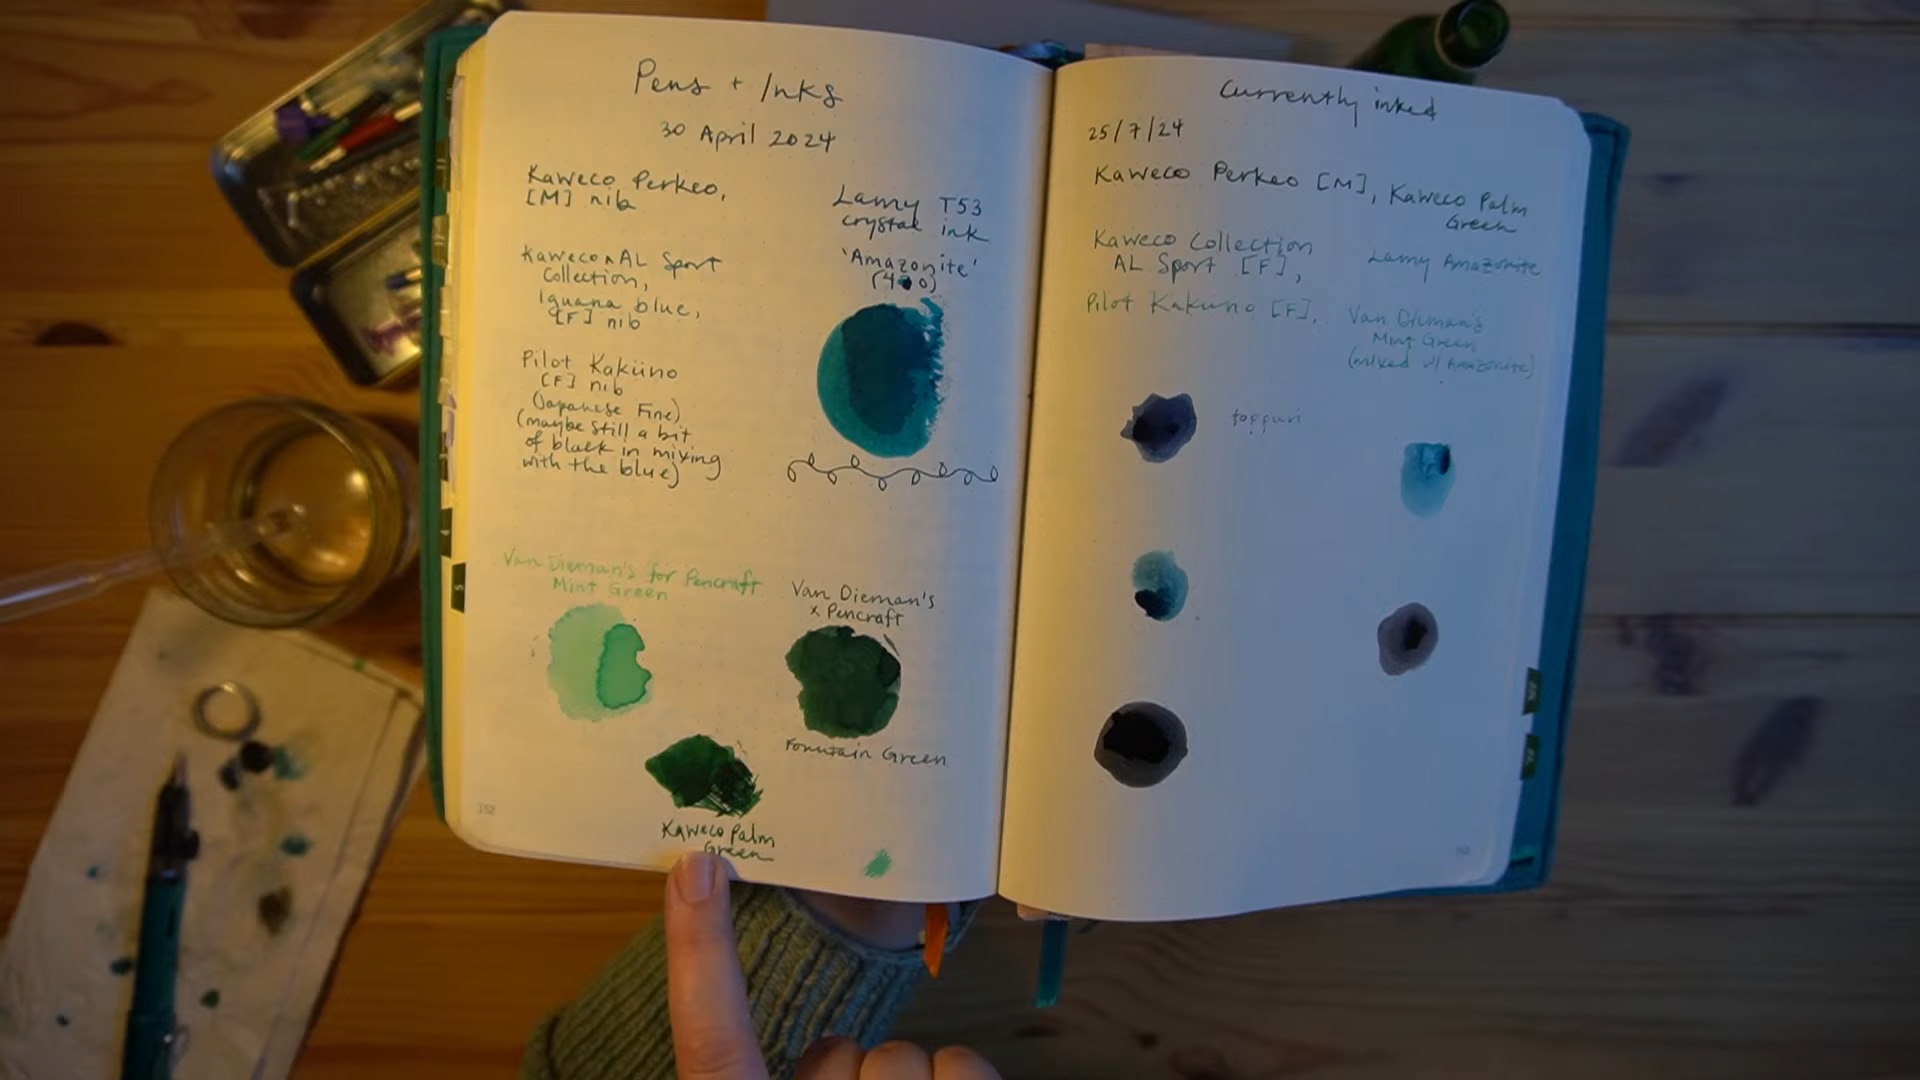 Pens + Inks
30 April 2024
Kaweco Perkeo,
[M] nib
Lamy T53
crystal ink
'Amazonite'
Kaweco AL Sport
Collection,
Iguana blue,
[F] nib
Pilot Kakuno
[F] nib
(Japanese Fine)
(maybe still a bit
of black in mixing
with the blue)
Van Dieman's for Pencraft
Mint Green
Van Dieman's
x Pencraft
Fountain Green
Kaweco Palm
Green
152
Currently inked
25/7/24
Kaweco Perkeo [M], Kaweco Palm
Green
Kaweco Collection
AL Sport [F],
Lamy Amazonite
Pilot Kakuno [F],
Van Dieman's
Mint Green
(mixed w/ Amazonite)